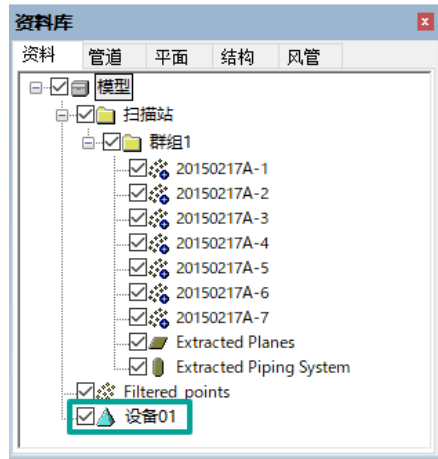 资料库
资料 管道 平面 结构 风管
模型
扫描站
群组1
20150217A-1
20150217A-2
20150217A-3
20150217A-4
20150217A-5
20150217A-6
20150217A-7
Extracted Planes
Extracted Piping System
Filtered points
设备01